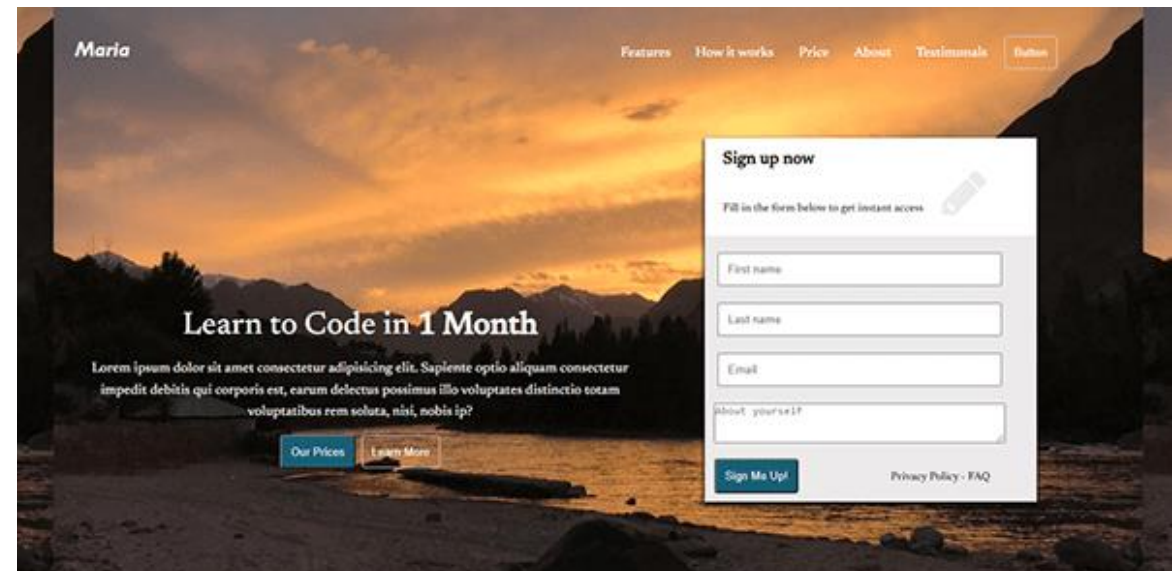 Maria
Features How it works Price About Testimonals Button
Sign up now
Fill in the form below to get instant access
First name
Last name
Email
About yourself
Sign Me Up!
Privacy Policy - FAQ
Learn to Code in 1 Month
Lorem ipsum dolor sit amet consectetur adipisicing elit. Sapiente optio aliquam consectetur
impedit debitis qui corporis est, earum delectus possimus illo voluptates distinctio totam
voluptatibus rem soluta, nisi, nobis ip?
Our Prices Learn More